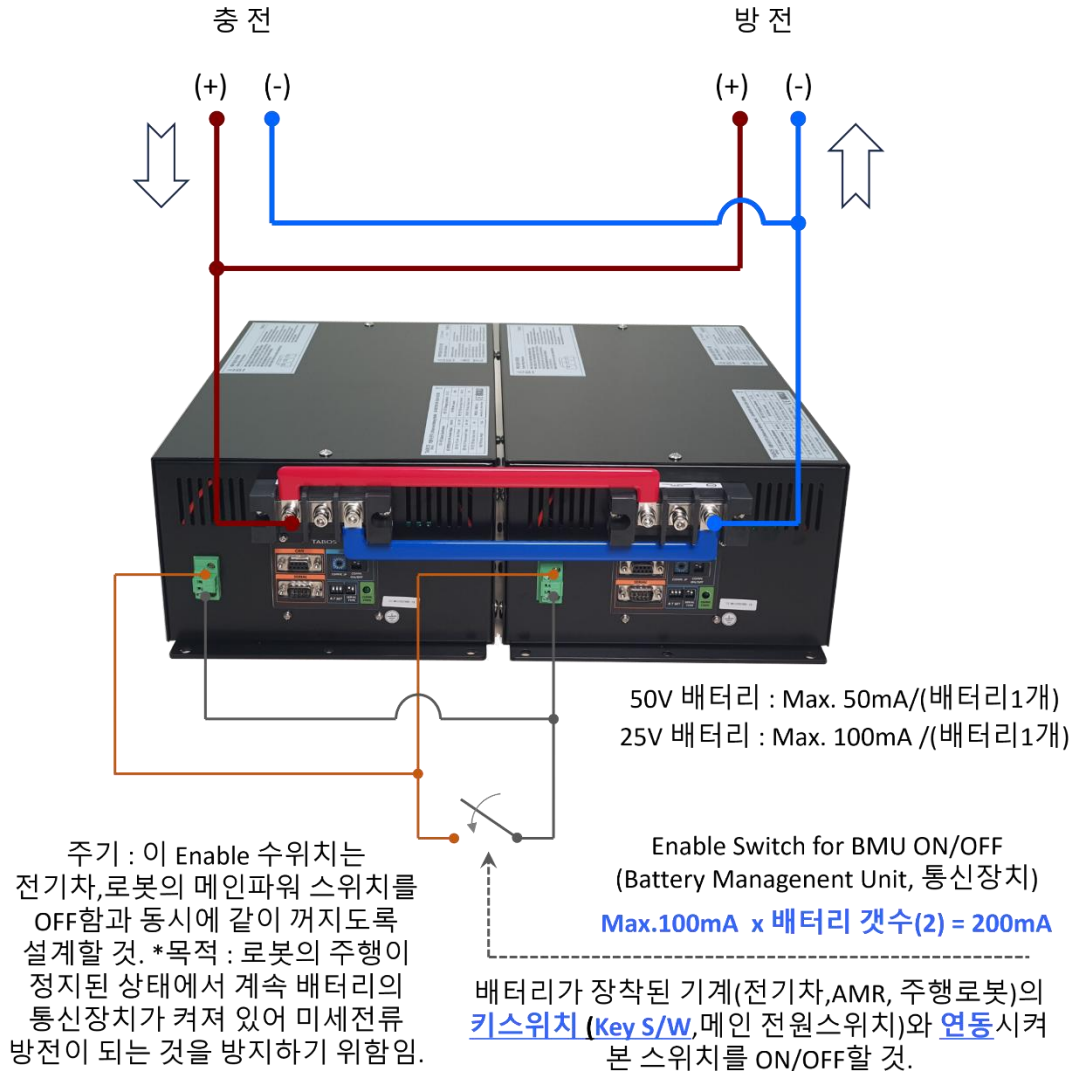 충 전
방 전
(+) (-)
(+) (-)
TABOS
50V 배터리 : Max. 50mA/(배터리1개)
25V 배터리 : Max. 100mA /(배터리1개)
Enable Switch for BMU ON/OFF
(Battery Managenent Unit, 통신장치)
Max.100mA x 배터리 갯수(2) = 200mA
주기 : 이 Enable 수위치는
전기차,로봇의 메인파워 스위치를
OFF함과 동시에 같이 꺼지도록
설계할 것. *목적 : 로봇의 주행이
정지된 상태에서 계속 배터리의
통신장치가 켜져 있어 미세전류
방전이 되는 것을 방지하기 위함임.
배터리가 장착된 기계(전기차,AMR, 주행로봇)의
키스위치 (Key S/W,메인 전원스위치)와 연동시켜
본 스위치를 ON/OFF할 것.